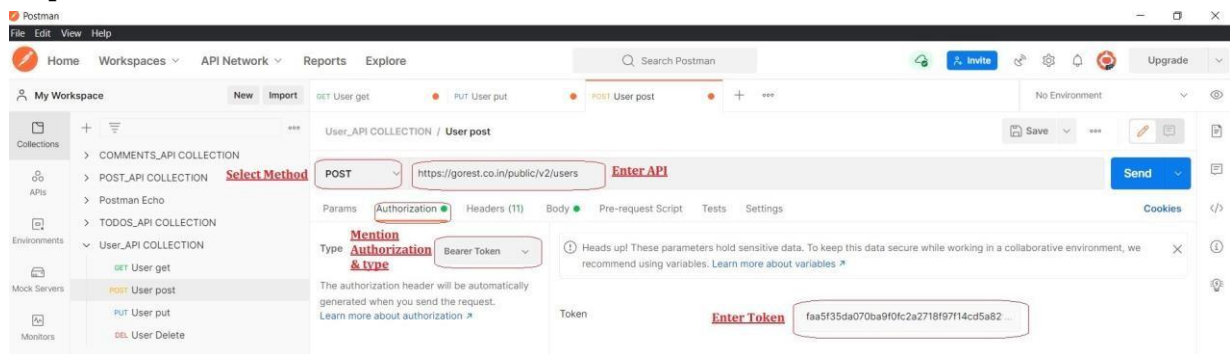 Postman
File Edit View Help
Home Workspaces API Network Reports Explore Search Postman Invite Upgrade
My Workspace New Import GET User get PUT User put POST User post No Environment
Collections
User_API COLLECTION / User post Save
COMMENTS_API COLLECTION
APIs
POST_API COLLECTION Select Method POST https://gorest.co.in/public/v2/users Enter API Send
Postman Echo
Params Authorization Headers (11) Body Pre-request Script Tests Settings Cookies
Environments
TODOS_API COLLECTION
User_API COLLECTION
Type Mention Authorization & type Bearer Token
Heads up! These parameters hold sensitive data. To keep this data secure while working in a collaborative environment, we
recommend using variables. Learn more about variables
GET User get
Mock Servers
POST User post
The authorization header will be automatically
generated when you send the request.
Learn more about authorization
PUT User put
Monitors
DEL User Delete
Token Enter Token faa5f35da070ba9f0fc2a2718f97f14cd5a82 ...